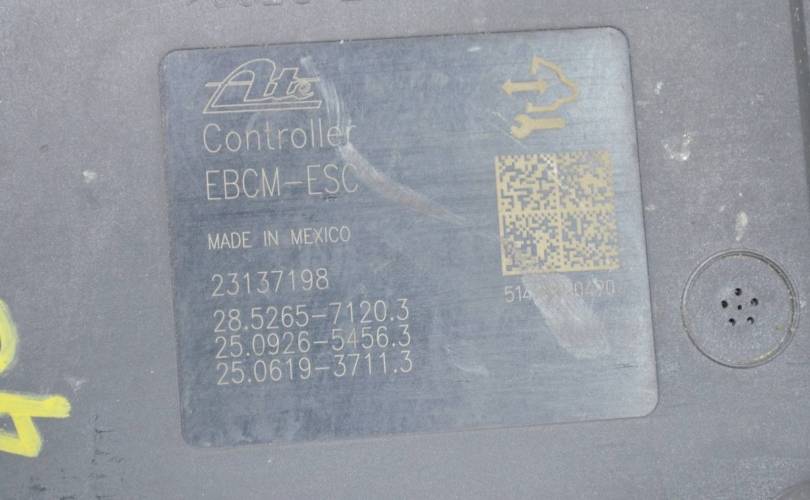 Ate
Controller
EBCM-ESC
MADE IN MEXICO
23137198
28.5265-7120.3
25.0926-5456.3
25.0619-3711.3